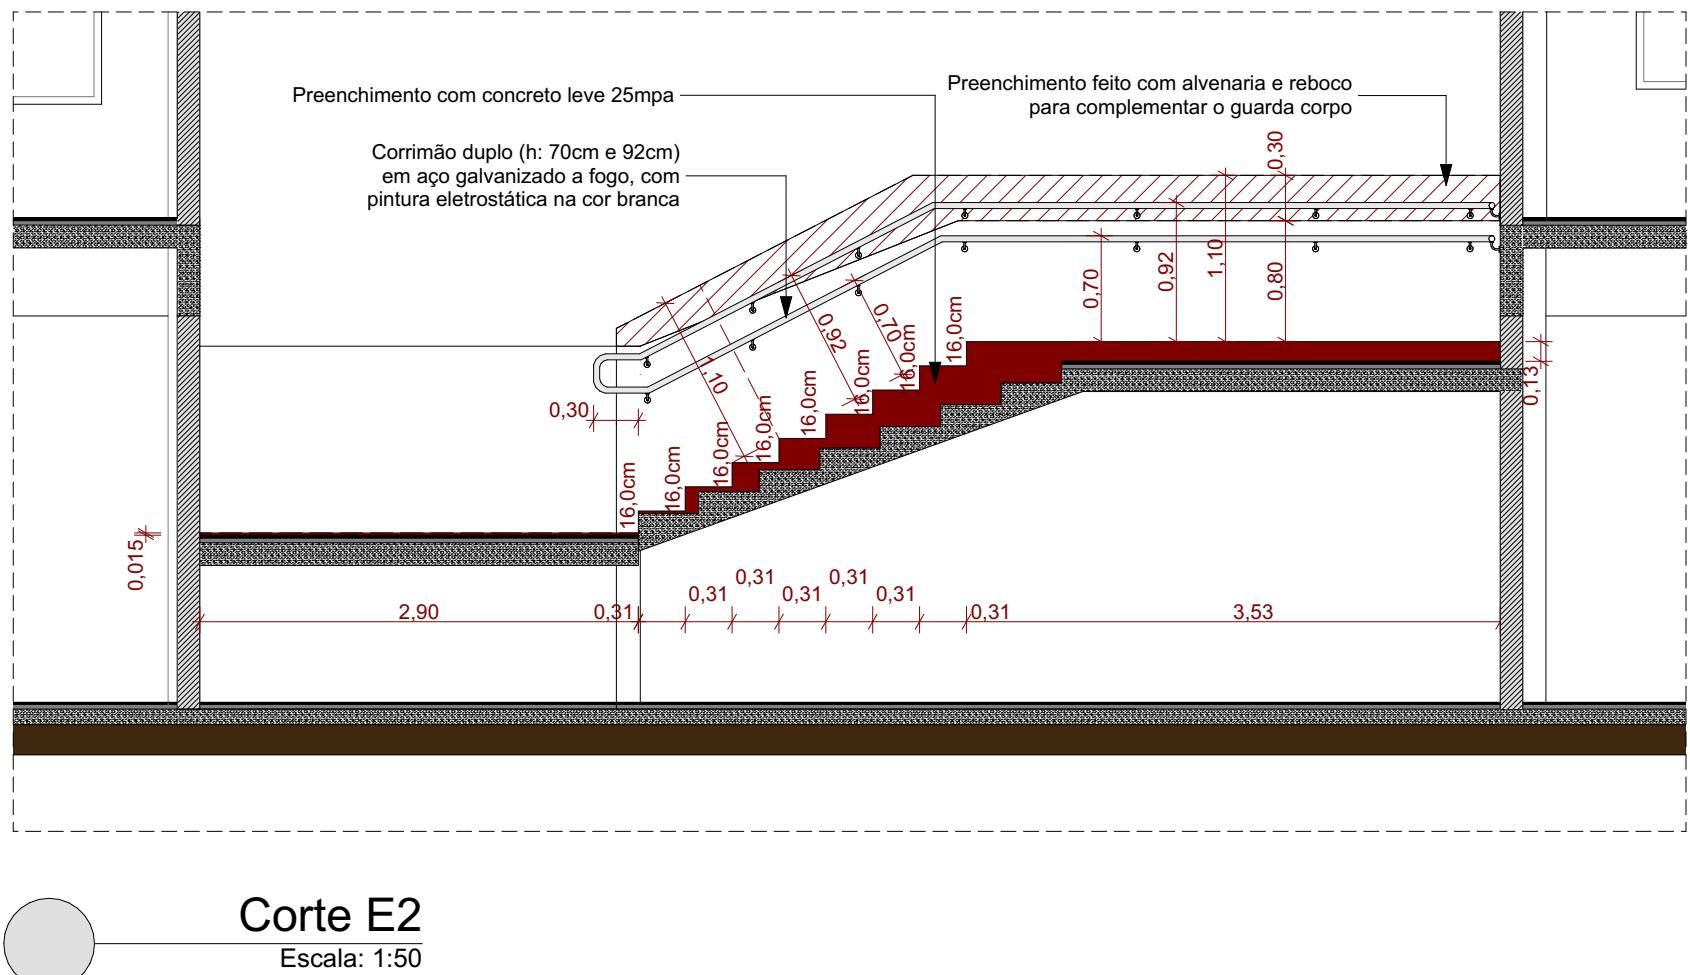 Preenchimento com concreto leve 25mpa
Preenchimento feito com alvenaria e reboco
para complementar o guarda corpo
Corrimão duplo (h: 70cm e 92cm)
em aço galvanizado a fogo, com
pintura eletrostática na cor branca
0,30
0,70
0,92
1,10
0,80
0,13
0,92
0,70
1,10
0,30
16,0cm
16,0cm
16,0cm
16,0cm
16,0cm
16,0cm
16,0cm
16,0cm
0,015
2,90
0,31
0,31
0,31
0,31
0,31
0,31
0,31
3,53
Corte E2
Escala: 1:50